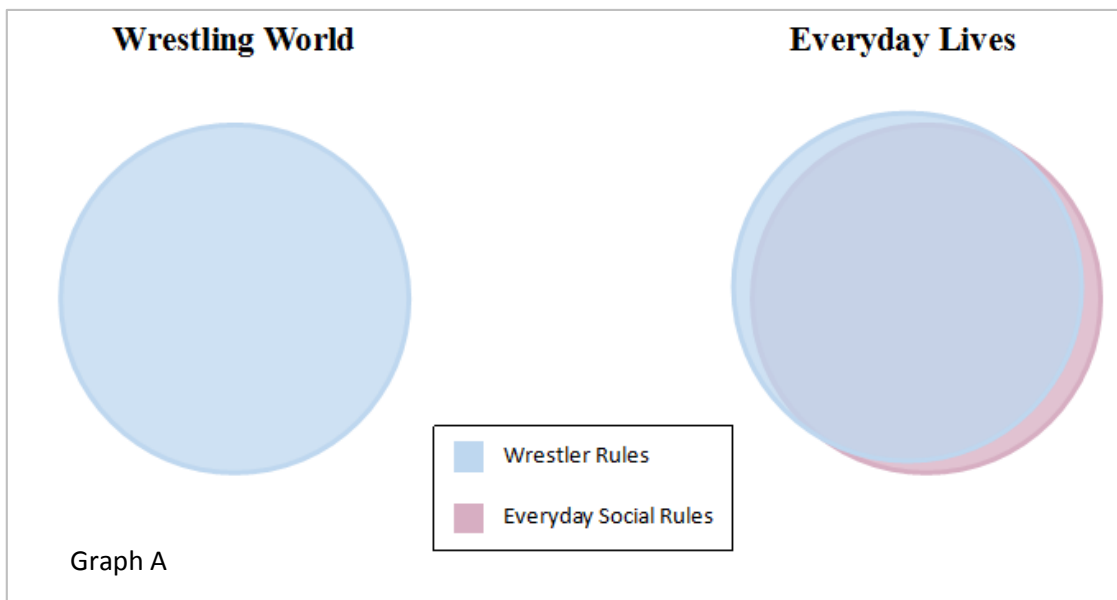 Wrestling World
Everyday Lives
Wrestler Rules
Everyday Social Rules
Graph A